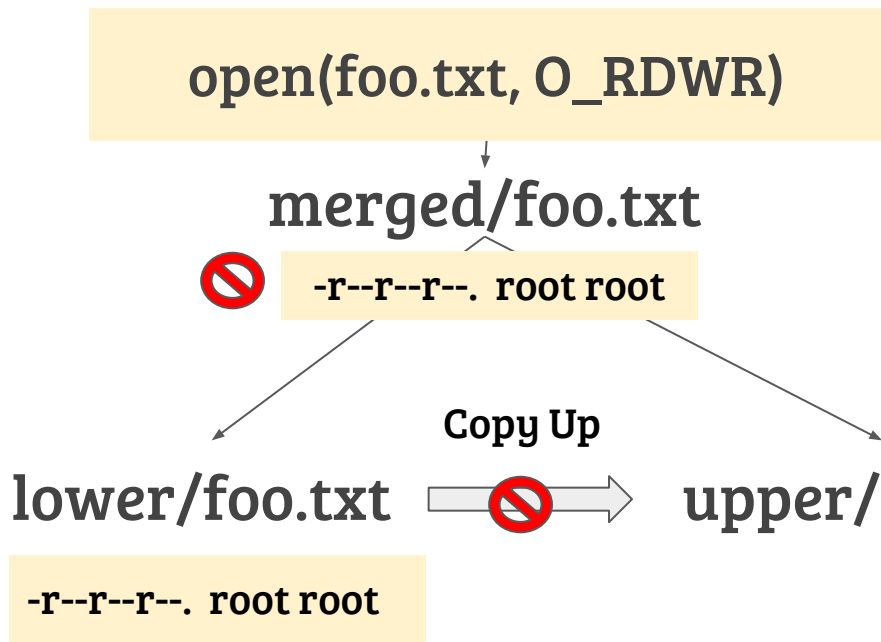 open(foo.txt, O_RDWR)
merged/foo.txt
-r--r--r--. root root
Copy Up
lower/foo.txt
upper/
-r--r--r--. root root